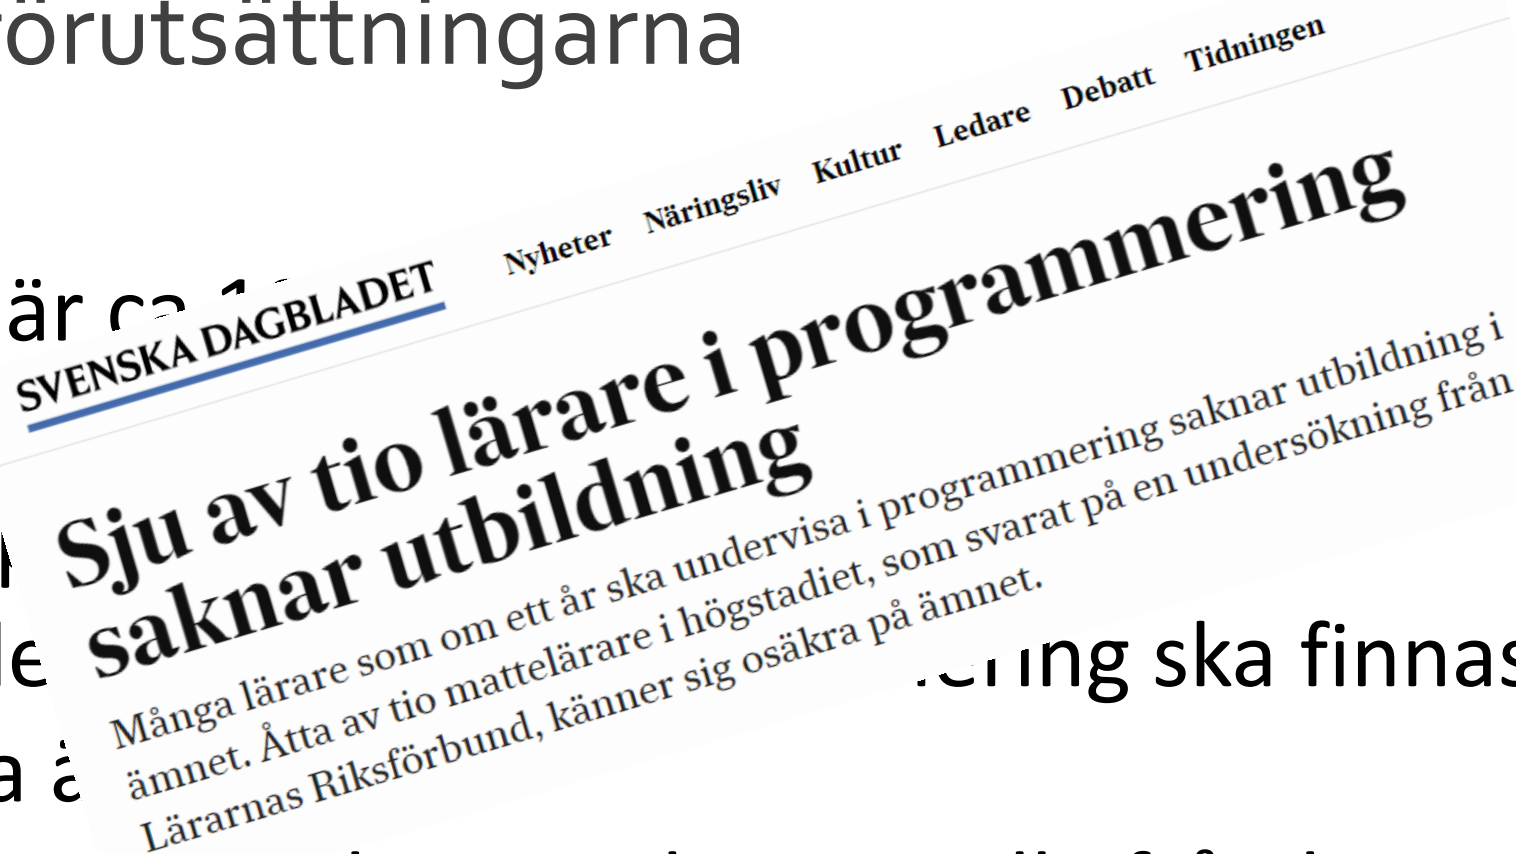 örutsättningarna
Nyheter Näringsliv Kultur Ledare Debatt Tidningen
är ca
SVENSKA DAGBLADET
Sju av tio lärare i programmering
saknar utbildning
Många lärare som om ett år ska undervisa i programmering saknar utbildning i
ämnet. Åtta av tio mattelärare i högstadiet, som svarat på en undersökning från
Lärarnas Riksförbund, känner sig osäkra på ämnet.
ering ska finnas